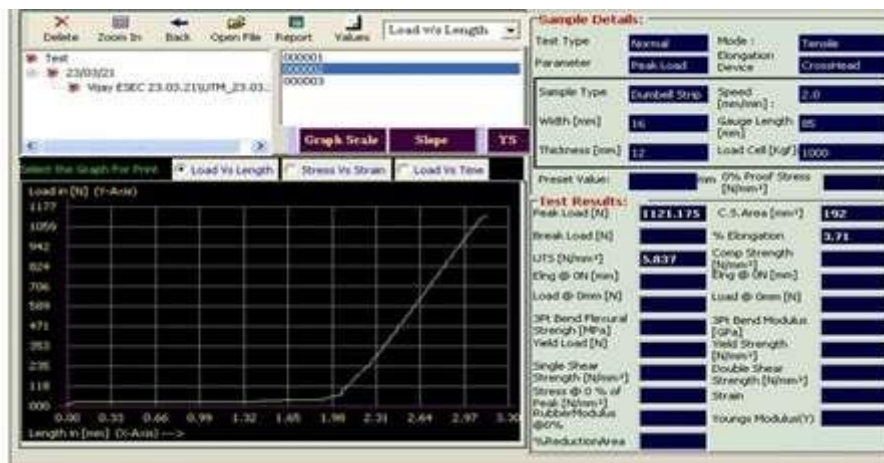 Delete Zoom In Back Open File Report Values Load v/s Length
Test
23/03/21
Vijay ESEC 23.03.21\UTM_23.03.
000001
000002
000003
Graph Scale Slope YS
Select the Graph For Print Load Vs Length Stress Vs Strain Load Vs Time
Load in [N] (Y-Axis)
1177
1059
942
824
706
589
471
353
235
118
000
0.00 0.33 0.66 0.99 1.32 1.65 1.98 2.31 2.64 2.97 3.30
Length in [mm] (X-Axis) --->
Sample Details:
Test Type Normal Mode : Tensile
Parameter Peak Load Elongation Device CrossHead
Sample Type Dumbell Strip Speed [mm/min] : 2.0
Width [mm] 16 Gauge Length [mm] 85
Thickness [mm] 12 Load Cell [Kgf] 1000
Preset Value: mm 0% Proof Stress [N/mm²]
Test Results:
Peak Load [N] 1121.175 C.S.Area [mm²] 192
Break Load [N] % Elongation 3.71
UTS [N/mm²] 5.837 Comp Strength [N/mm²]
Elng @ 0N [mm] Elng @ 0N [mm]
Load @ 0mm [N] Load @ 0mm [N]
3Pt Bend Flexural Strengh [MPa] 3Pt Bend Modulus [GPa]
Yield Load [N] Yield Strength [N/mm²]
Single Shear Strength [N/mm²] Double Shear Strength [N/mm²]
Stress @ 0 % of Peak [N/mm²] Strain
RubberModulus @0% Youngs Modulus(Y)
%ReductionArea